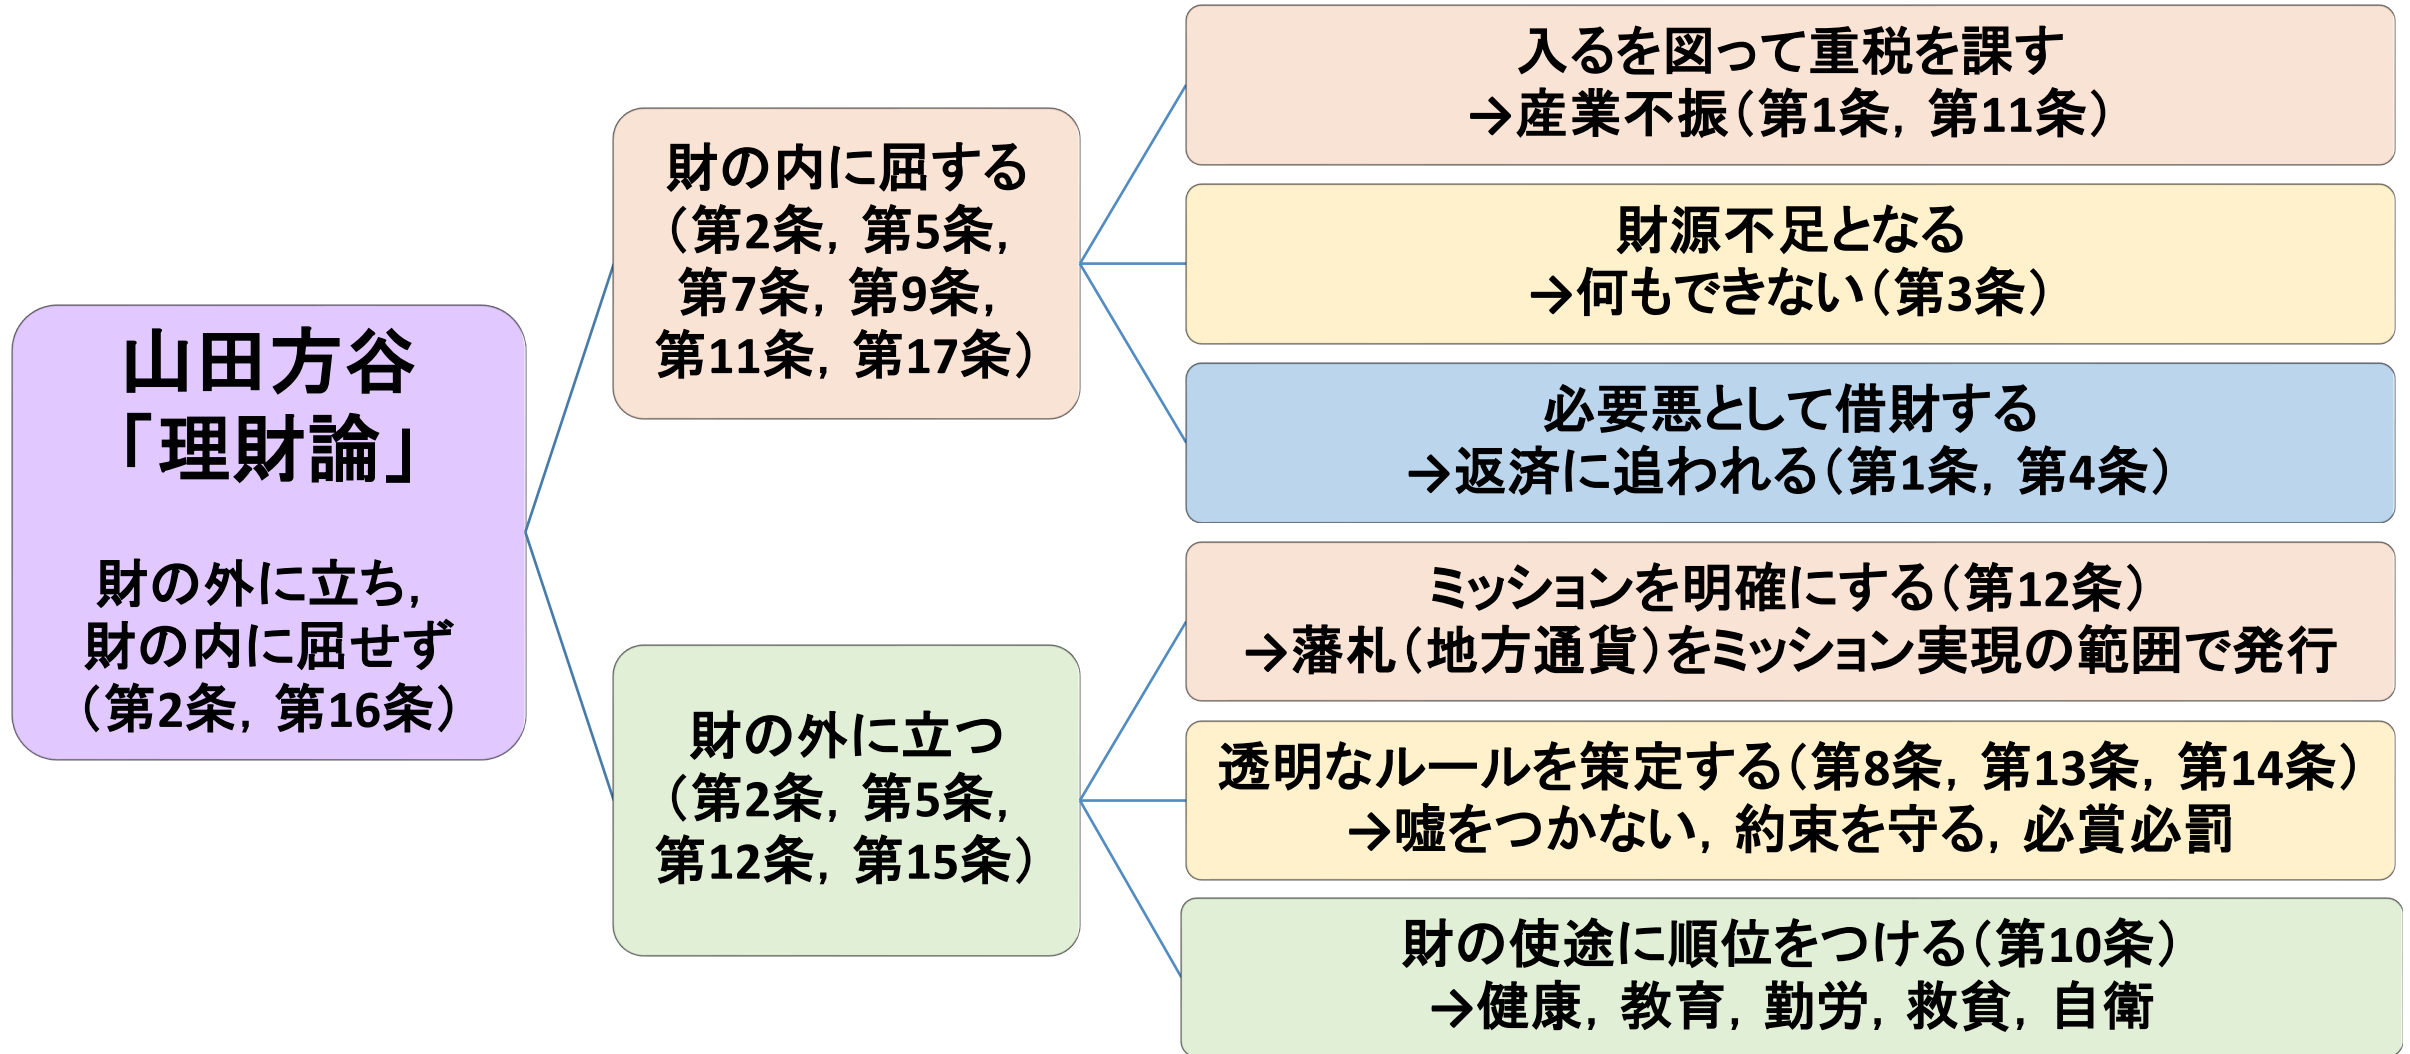 山田方谷
「理財論」
財の外に立ち，
財の内に屈せず
（第2条，第16条）
財の内に屈する
（第2条，第5条，
第7条，第9条，
第11条，第17条）
入るを図って重税を課す
→産業不振（第1条，第11条）
財源不足となる
→何もできない（第3条）
必要悪として借財する
→返済に追われる（第1条，第4条）
財の外に立つ
（第2条，第5条，
第12条，第15条）
ミッションを明確にする（第12条）
→藩札（地方通貨）をミッション実現の範囲で発行
透明なルールを策定する（第8条，第13条，第14条）
→嘘をつかない，約束を守る，必賞必罰
財の使途に順位をつける（第10条）
→健康，教育，勤労，救貧，自衛